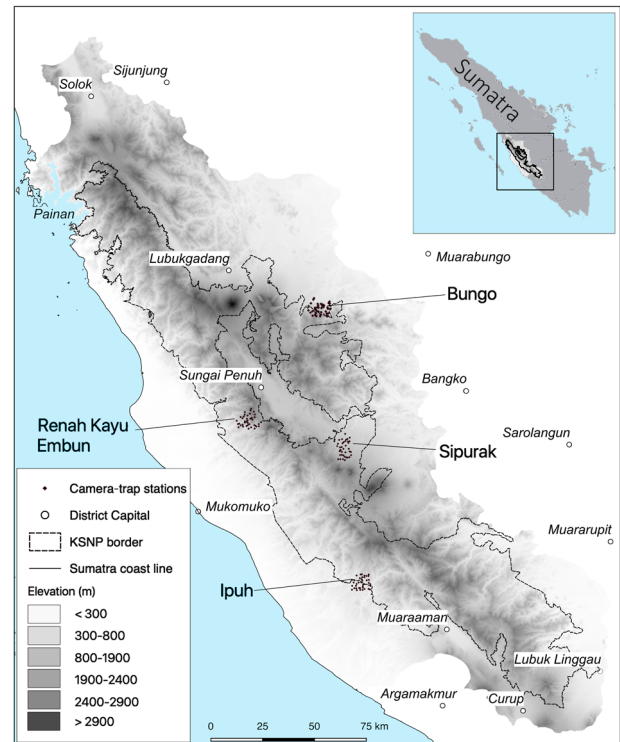 Sumatra
Sijunjung
Solok
Painan
Lubukgadang
Muarabungo
Bungo
Sungai Penuh
Bangko
Renah Kayu
Embun
Sipurak
Sarolangun
Mukomuko
Muararupit
Ipuh
Muaraaman
Lubuk Linggau
Argamakmur
Curup
Camera-trap stations
District Capital
KSNP border
Sumatra coast line
Elevation (m)
< 300
300-800
800-1900
1900-2400
2400-2900
> 2900
0 25 50 75 km